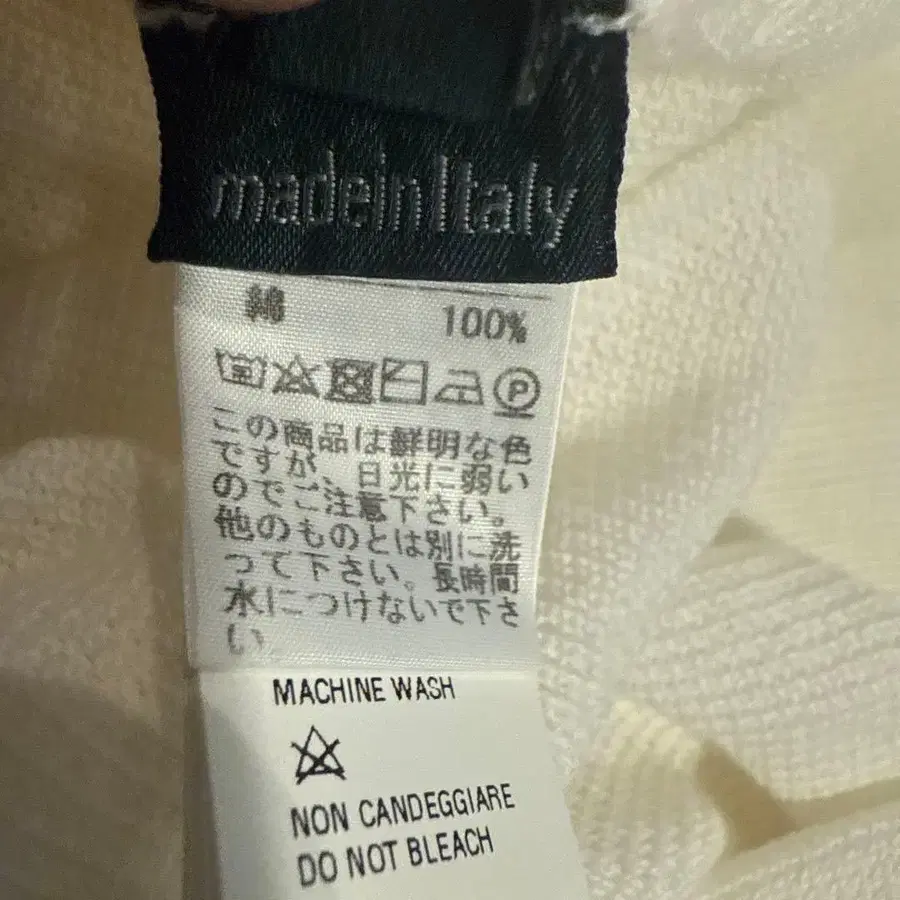 madeinItaly
綿 100%
P
この商品は鮮明な色
ですが、日光に弱い
のでご注意下さい。
他のものとは別に洗
って下さい。長時間
水につけないで下さ
い
MACHINE WASH
NON CANDEGGIARE
DO NOT BLEACH